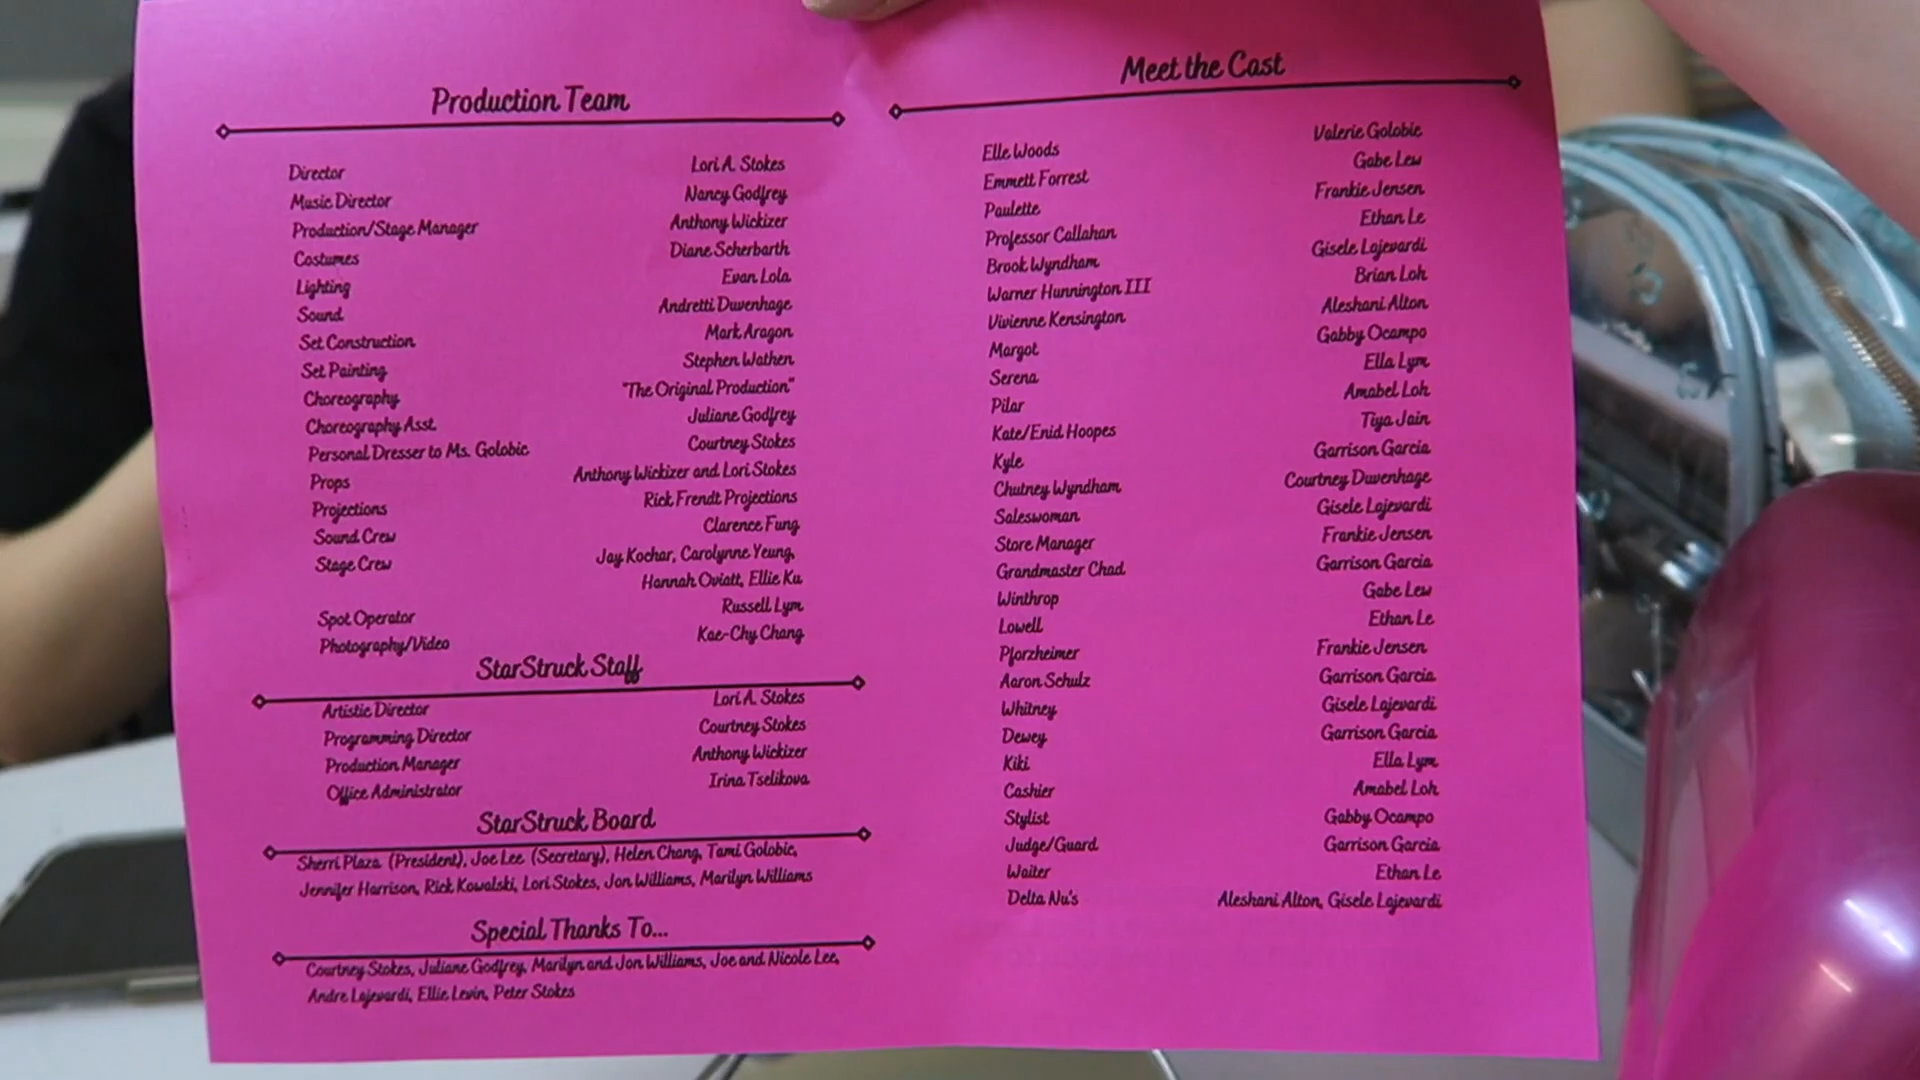 Production Team
Director Lori A. Stokes
Music Director Nancy Godfrey
Production/Stage Manager Anthony Wickizer
Costumes Diane Scherbarth
Lighting Evan Lola
Sound Andretti Duvenhage
Set Construction Mark Aragon
Set Painting Stephen Wathen
Choreography "The Original Production"
Choreography Asst. Juliane Godfrey
Personal Dresser to Ms. Golobic Courtney Stokes
Props Anthony Wickizer and Lori Stokes
Projections Rick Frendt Projections
Sound Crew Clarence Fung
Stage Crew Jay Kochar, Carolynne Yeung,
Hannah Oviatt, Ellie Ku
Spot Operator Russell Lym
Photography/Video Kae-Chy Chang
StarStruck Staff
Artistic Director Lori A. Stokes
Programming Director Courtney Stokes
Production Manager Anthony Wickizer
Office Administrator Irina Tselikova
StarStruck Board
Sherri Plaza (President), Joe Lee (Secretary), Helen Chang, Tami Golobic,
Jennifer Harrison, Rick Kowalski, Lori Stokes, Jon Williams, Marilyn Williams
Special Thanks To...
Courtney Stokes, Juliane Godfrey, Marilyn and Jon Williams, Joe and Nicole Lee,
Andre Lajevardi, Ellie Levin, Peter Stokes
Meet the Cast
Elle Woods Valerie Golobic
Emmett Forrest Gabe Lew
Paulette Frankie Jensen
Professor Callahan Ethan Le
Brook Wyndham Gisele Lajevardi
Warner Hunnington III Brian Loh
Vivienne Kensington Aleshani Alton
Margot Gabby Ocampo
Serena Ella Lym
Pilar Amabel Loh
Kate/Enid Hoopes Tiya Jain
Kyle Garrison Garcia
Chutney Wyndham Courtney Duvenhage
Saleswoman Gisele Lajevardi
Store Manager Frankie Jensen
Grandmaster Chad Garrison Garcia
Winthrop Gabe Lew
Lowell Ethan Le
Pforzheimer Frankie Jensen
Aaron Schulz Garrison Garcia
Whitney Gisele Lajevardi
Dewey Garrison Garcia
Kiki Ella Lym
Cashier Amabel Loh
Stylist Gabby Ocampo
Judge/Guard Garrison Garcia
Waiter Ethan Le
Delta Nu's Aleshani Alton, Gisele Lajevardi